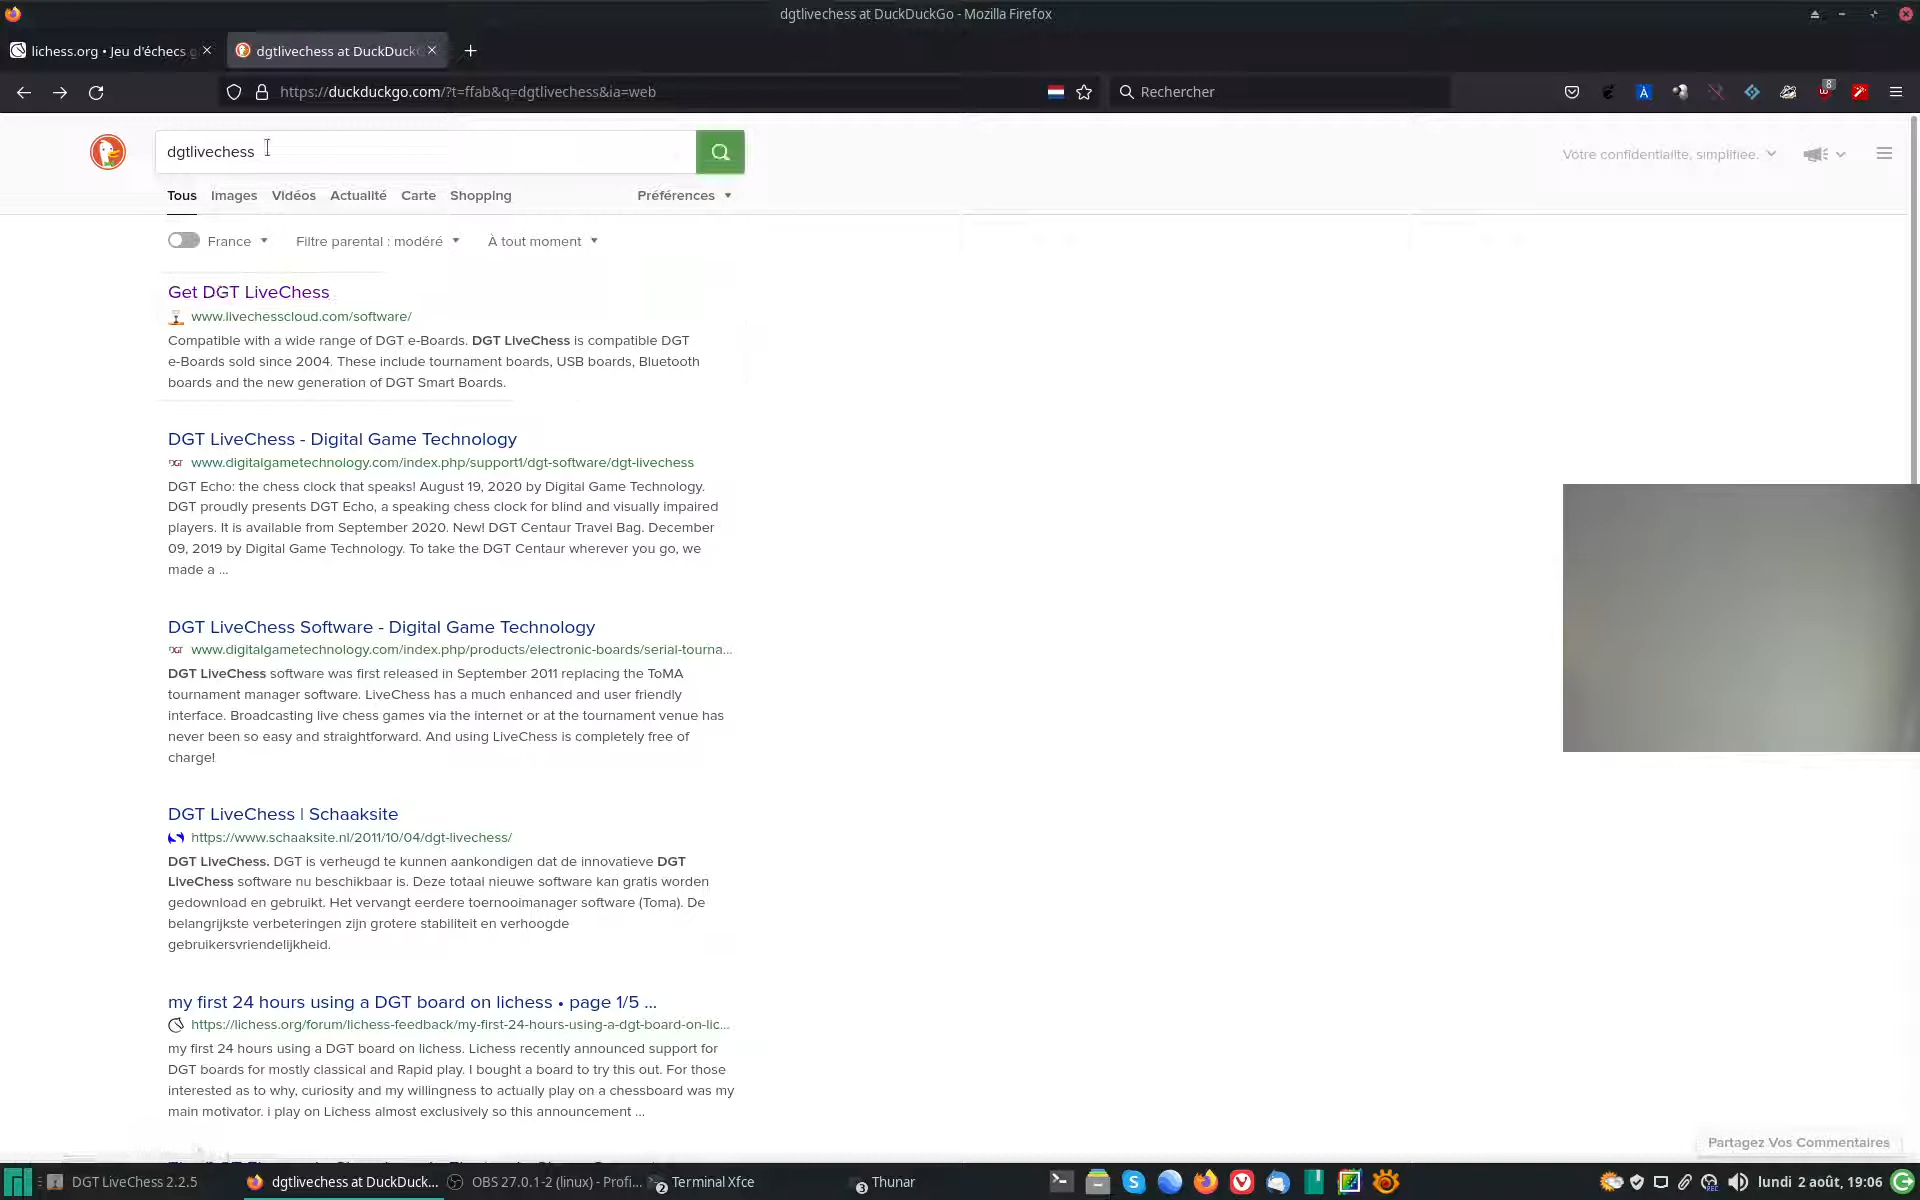 dgtlivechess at DuckDuckGo - Mozilla Firefox
lichess.org • Jeu d'échecs
dgtlivechess at DuckDuck
https://duckduckgo.com/?t=ffab&q=dgtlivechess&ia=web
Rechercher
8
dgtlivechess
Votre confidentialité, simplifiée.
Tous Images Vidéos Actualité Carte Shopping Préférences
France Filtre parental : modéré À tout moment
Get DGT LiveChess
www.livechesscloud.com/software/
Compatible with a wide range of DGT e-Boards. DGT LiveChess is compatible DGT
e-Boards sold since 2004. These include tournament boards, USB boards, Bluetooth
boards and the new generation of DGT Smart Boards.
DGT LiveChess - Digital Game Technology
DGT www.digitalgametechnology.com/index.php/support1/dgt-software/dgt-livechess
DGT Echo: the chess clock that speaks! August 19, 2020 by Digital Game Technology.
DGT proudly presents DGT Echo, a speaking chess clock for blind and visually impaired
players. It is available from September 2020. New! DGT Centaur Travel Bag. December
09, 2019 by Digital Game Technology. To take the DGT Centaur wherever you go, we
made a ...
DGT LiveChess Software - Digital Game Technology
DGT www.digitalgametechnology.com/index.php/products/electronic-boards/serial-tourna...
DGT LiveChess software was first released in September 2011 replacing the ToMA
tournament manager software. LiveChess has a much enhanced and user friendly
interface. Broadcasting live chess games via the internet or at the tournament venue has
never been so easy and straightforward. And using LiveChess is completely free of
charge!
DGT LiveChess | Schaaksite
https://www.schaaksite.nl/2011/10/04/dgt-livechess/
DGT LiveChess. DGT is verheugd te kunnen aankondigen dat de innovatieve DGT
LiveChess software nu beschikbaar is. Deze totaal nieuwe software kan gratis worden
gedownload en gebruikt. Het vervangt eerdere toernooimanager software (Toma). De
belangrijkste verbeteringen zijn grotere stabiliteit en verhoogde
gebruikersvriendelijkheid.
my first 24 hours using a DGT board on lichess • page 1/5 ...
https://lichess.org/forum/lichess-feedback/my-first-24-hours-using-a-dgt-board-on-lic...
my first 24 hours using a DGT board on lichess. Lichess recently announced support for
DGT boards for mostly classical and Rapid play. I bought a board to try this out. For those
interested as to why, curiosity and my willingness to actually play on a chessboard was my
main motivator. i play on Lichess almost exclusively so this announcement ...
Partagez Vos Commentaires
DGT LiveChess 2.2.5 dgtlivechess at DuckDuck... OBS 27.0.1-2 (linux) - Profi... 2 Terminal Xfce 3 Thunar lundi 2 août, 19:06